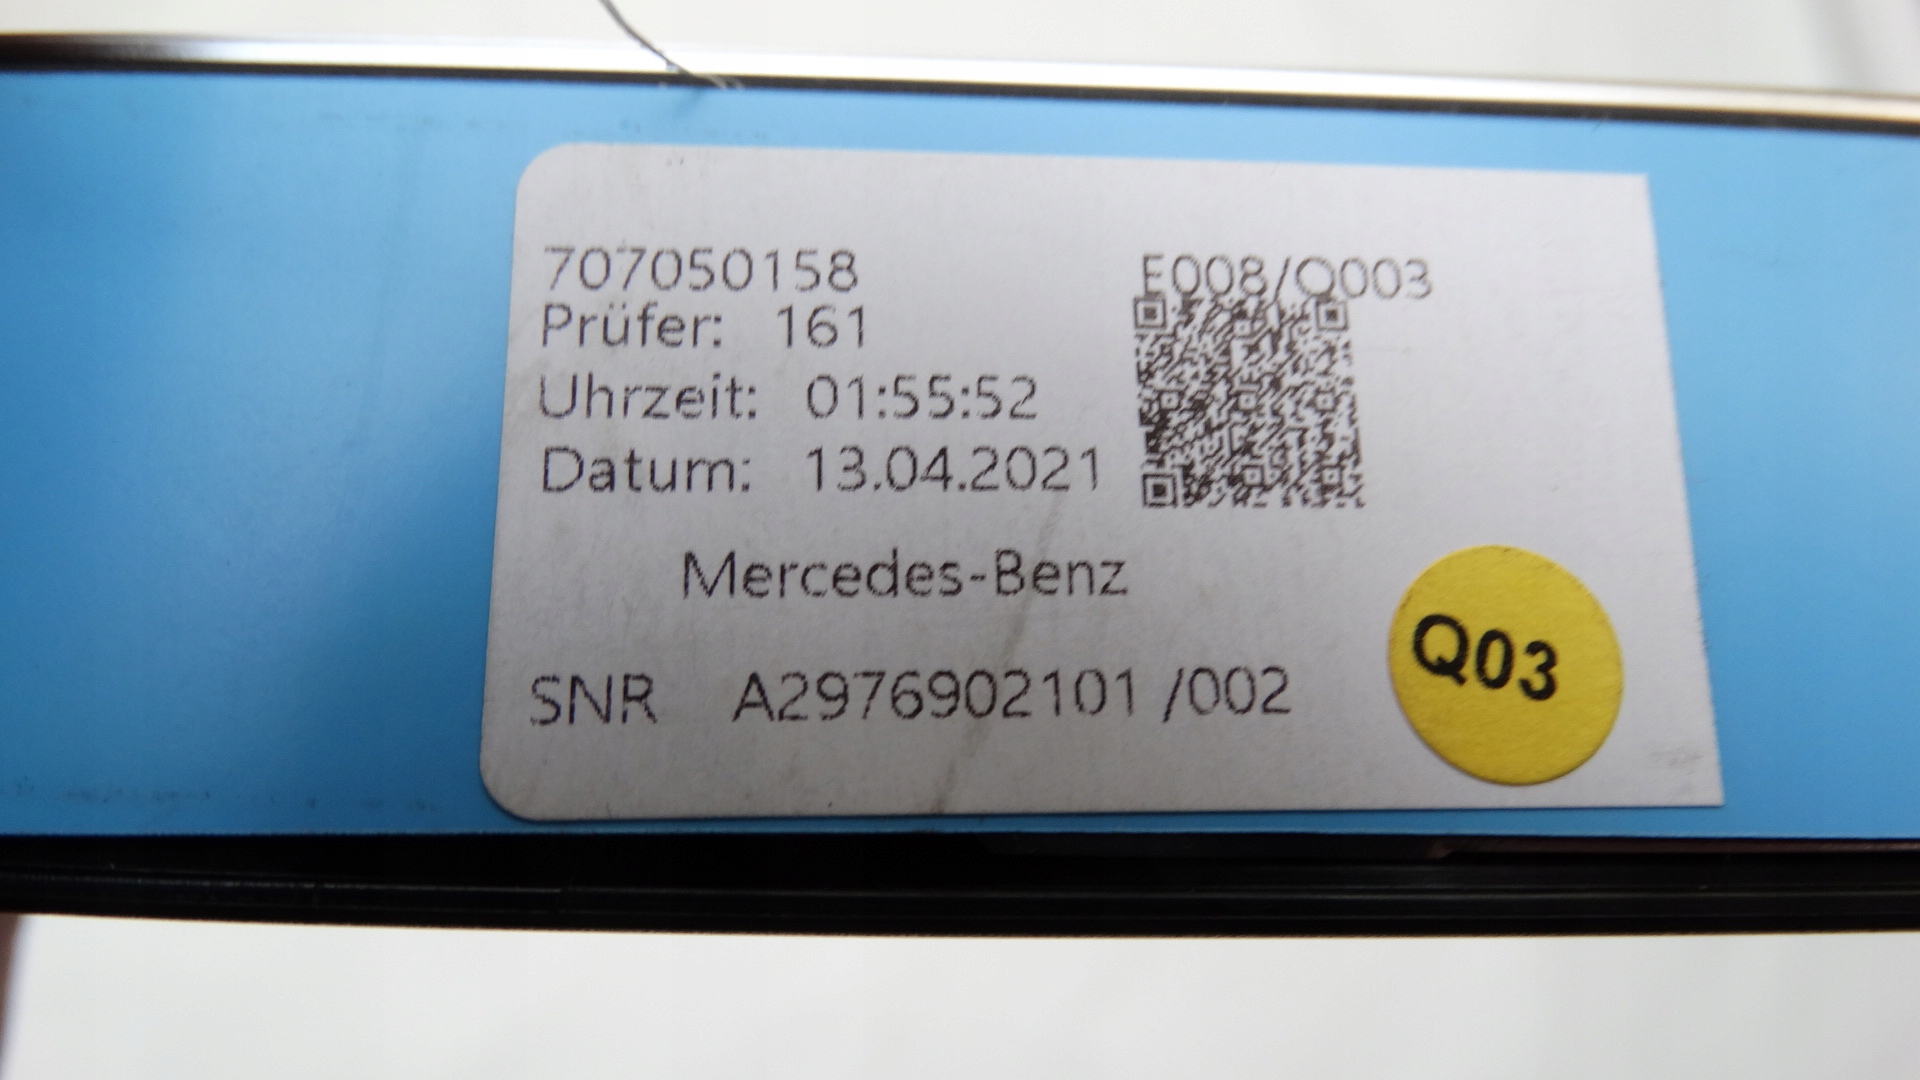 707050158
E008/Q003
Prüfer: 161
Uhrzeit: 01:55:52
Datum: 13.04.2021
Mercedes-Benz
Q03
SNR A2976902101 /002